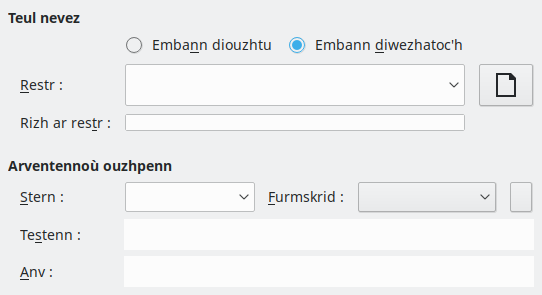 Teul nevez
Embann diouzhtu Embann diwezhatoc'h
Restr :
Rizh ar restr :
Arventennoù ouzhpenn
Stern : Furmskrid :
Testenn :
Anv :